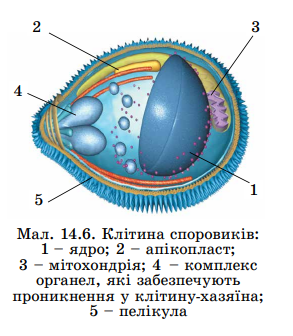 2
3
4
5
1
Мал. 14.6. Клітина споровиків:
1 – ядро; 2 – апікопласт;
3 – мітохондрія; 4 – комплекс
органел, які забезпечують
проникнення у клітину-хазяїна;
5 – пелікула